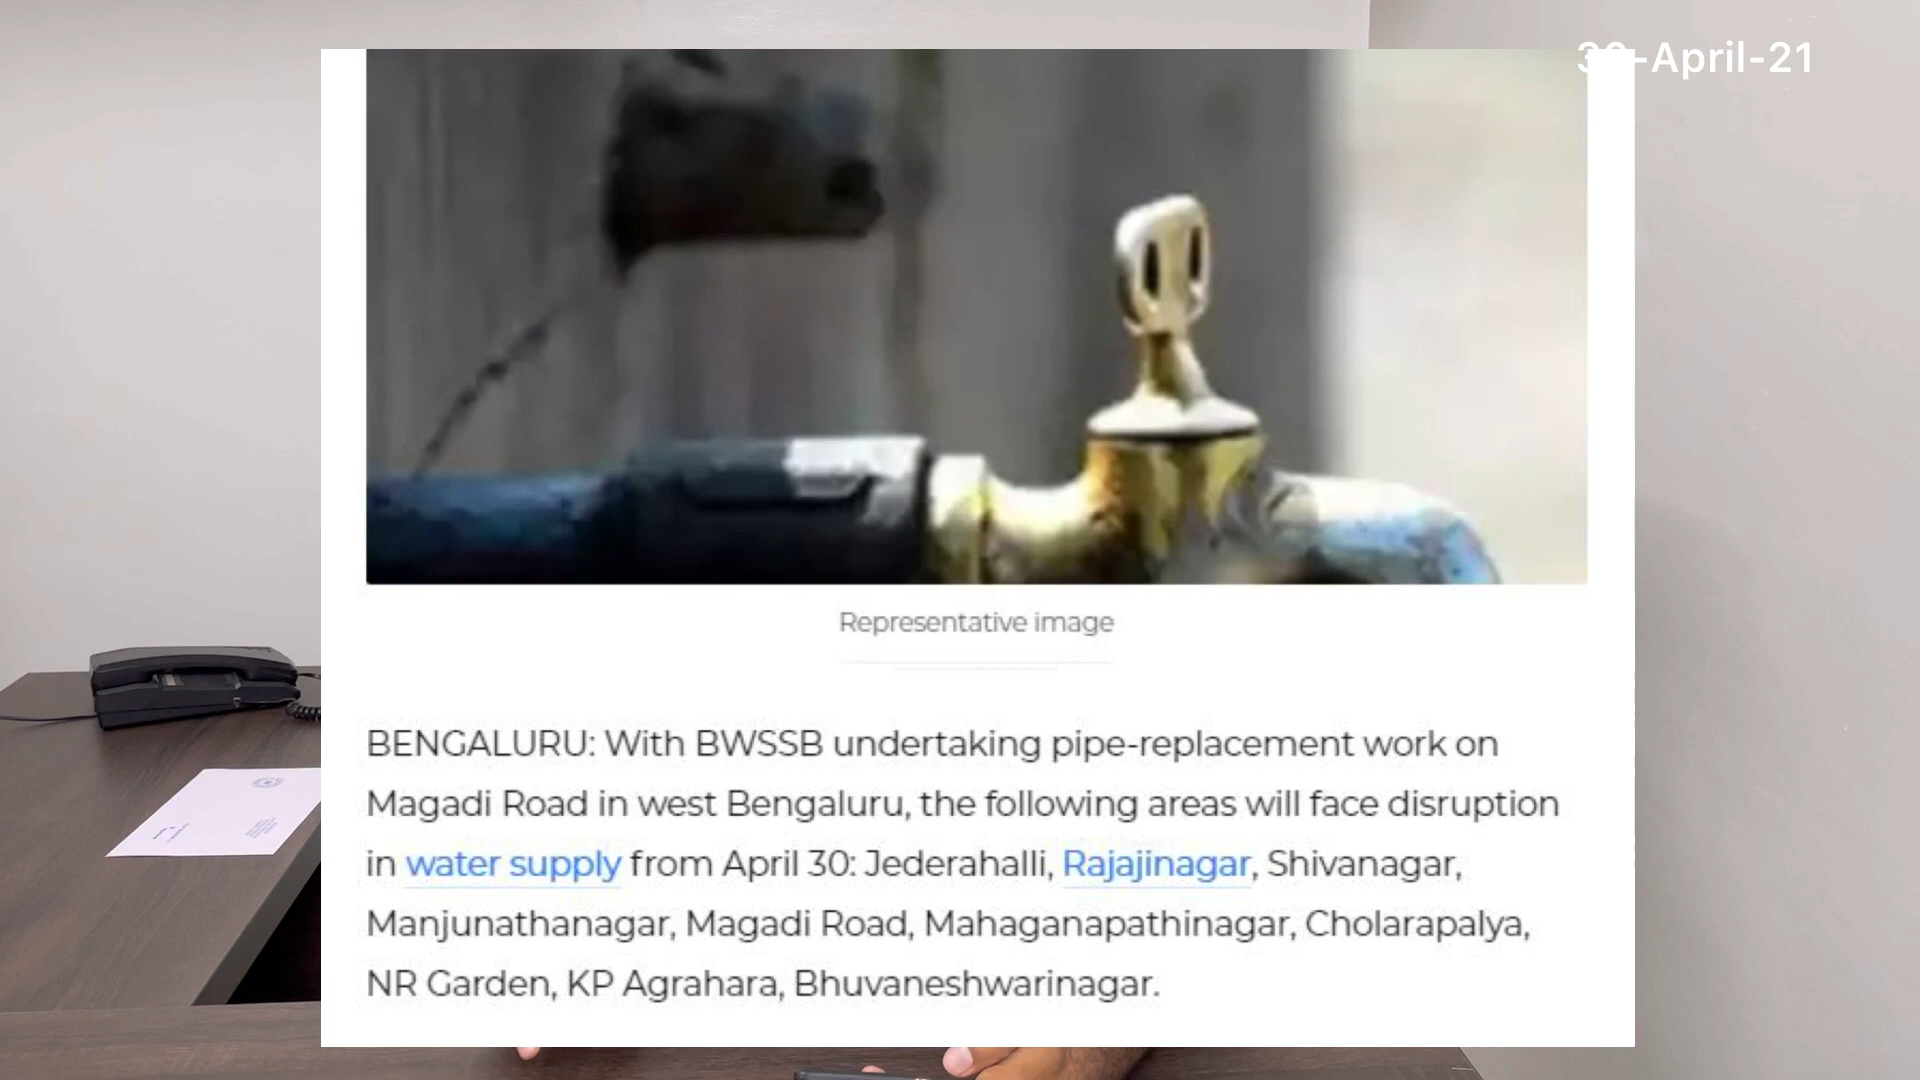 30-April-21
Representative image
BENGALURU: With BWSSB undertaking pipe-replacement work on
Magadi Road in west Bengaluru, the following areas will face disruption
in water supply from April 30: Jederahalli, Rajajinagar, Shivanagar,
Manjunathanagar, Magadi Road, Mahaganapathinagar, Cholarapalya,
NR Garden, KP Agrahara, Bhuvaneshwarinagar.